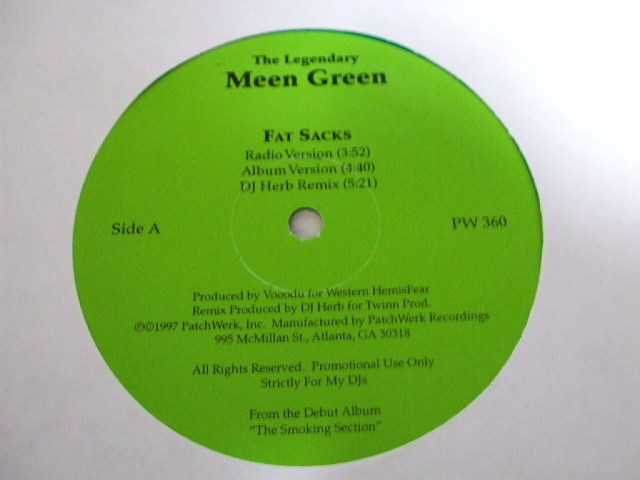 The Legendary
Meen Green
FAT SACKS
Radio Version (3:52)
Album Version (4:40)
DJ Herb Remix (5:21)
Side A
PW 360
Produced by Vooodu for Western HemisFear
Remix Produced by DJ Herb for Twinn Prod.
℗©1997 PatchWerk, Inc. Manufactured by PatchWerk Recordings
995 McMillan St., Atlanta, GA 30318
All Rights Reserved. Promotional Use Only
Strictly For My DJs
From the Debut Album
"The Smoking Section"